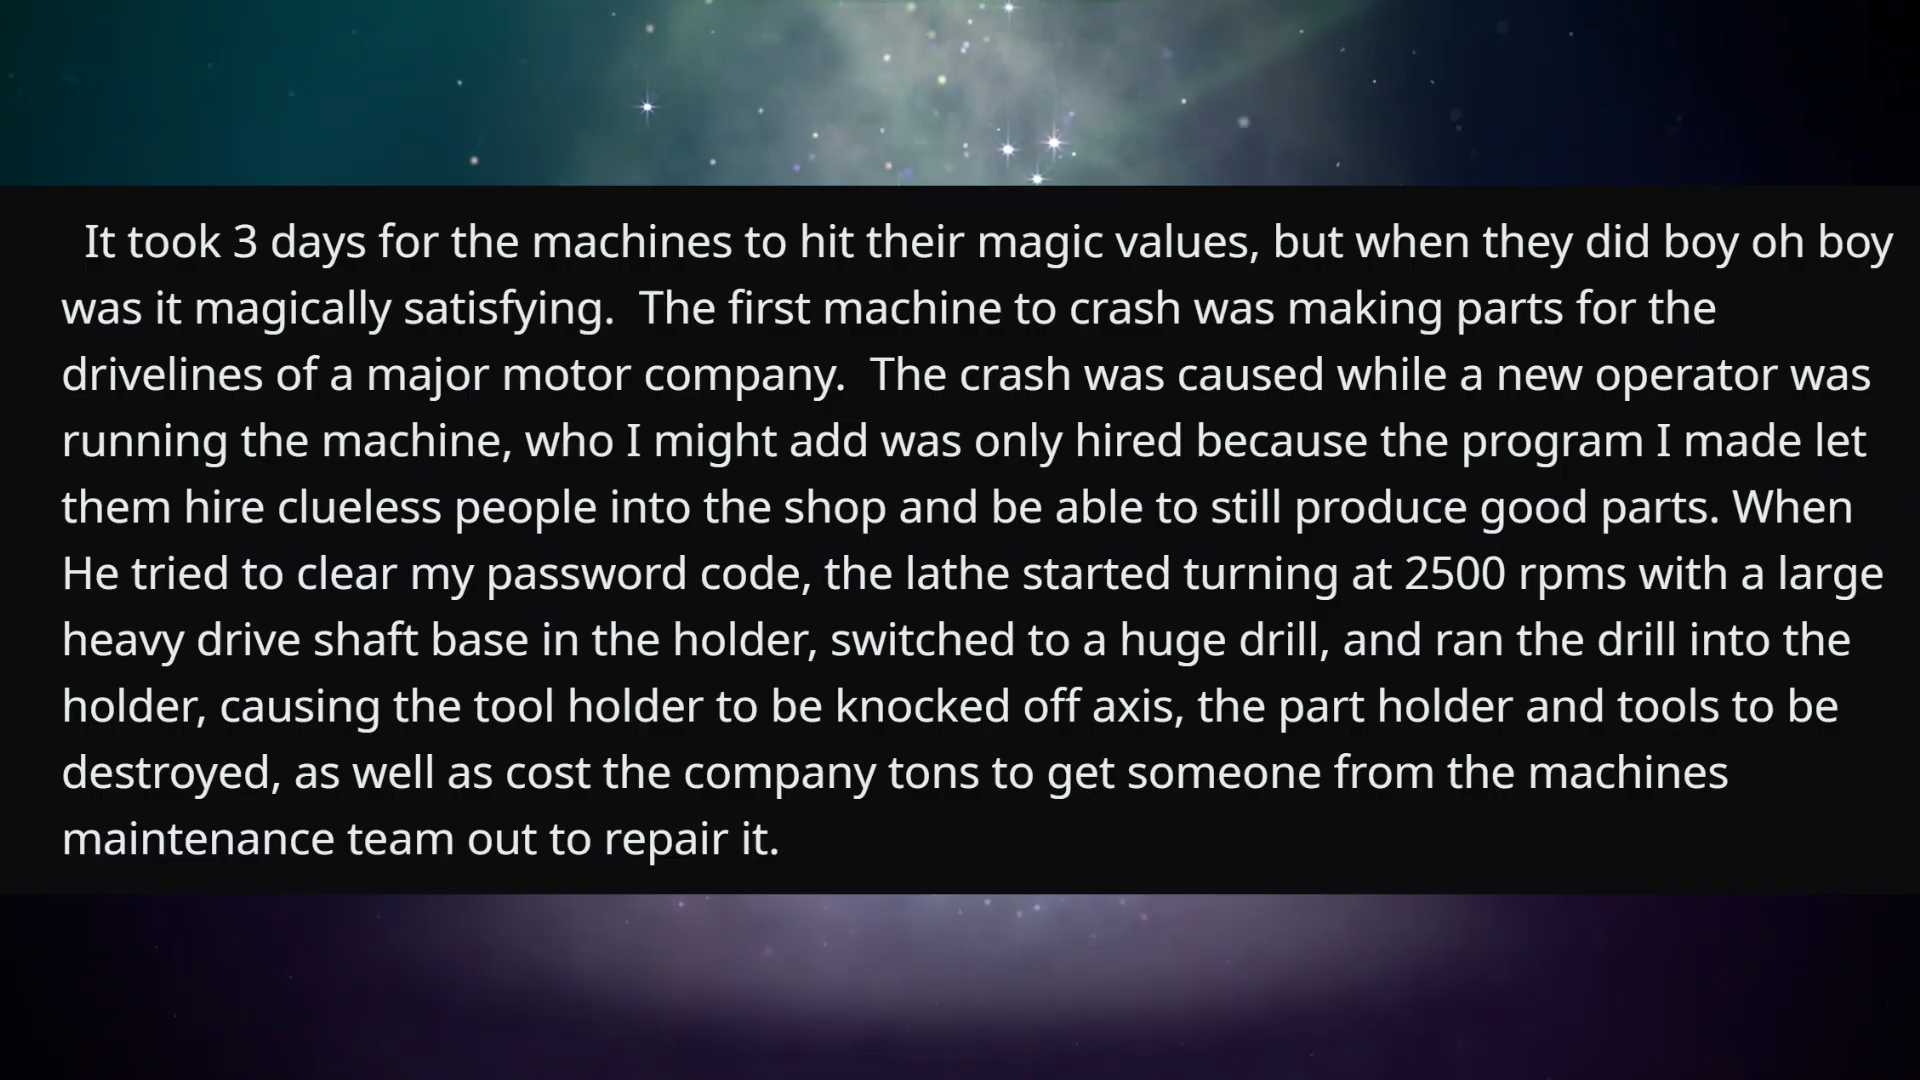 It took 3 days for the machines to hit their magic values, but when they did boy oh boy
was it magically satisfying.  The first machine to crash was making parts for the
drivelines of a major motor company.  The crash was caused while a new operator was
running the machine, who I might add was only hired because the program I made let
them hire clueless people into the shop and be able to still produce good parts. When
He tried to clear my password code, the lathe started turning at 2500 rpms with a large
heavy drive shaft base in the holder, switched to a huge drill, and ran the drill into the
holder, causing the tool holder to be knocked off axis, the part holder and tools to be
destroyed, as well as cost the company tons to get someone from the machines
maintenance team out to repair it.